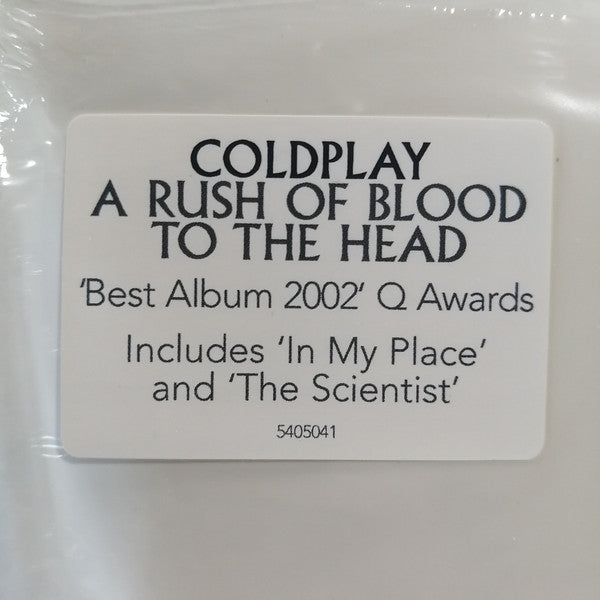 COLDPLAY
A RUSH OF BLOOD
TO THE HEAD
'Best Album 2002' Q Awards
Includes 'In My Place'
and 'The Scientist'
5405041